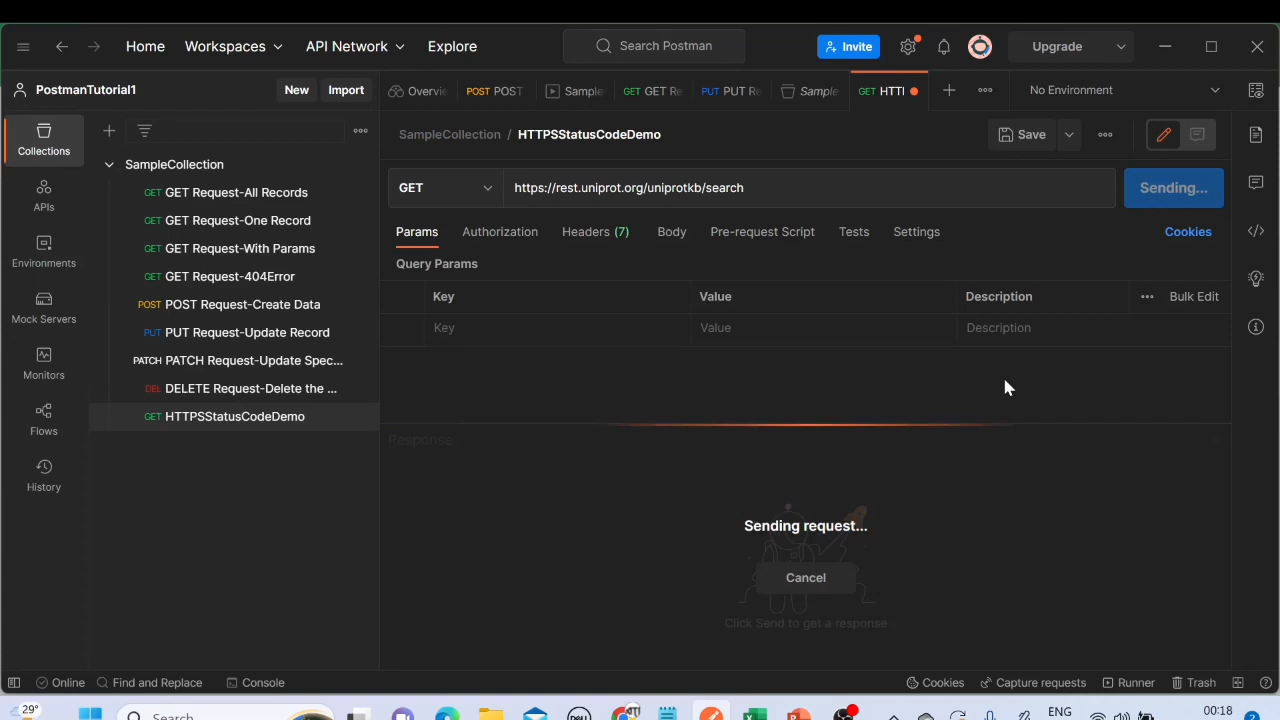 Home Workspaces API Network Explore Search Postman Invite Upgrade
PostmanTutorial1 New Import Overvi POST POST Sample GET GET Re PUT PUT R Sample GET HTTI No Environment
Collections
APIs
Environments
Mock Servers
Monitors
Flows
History
SampleCollection
GET GET Request-All Records
GET GET Request-One Record
GET GET Request-With Params
GET GET Request-404Error
POST POST Request-Create Data
PUT PUT Request-Update Record
PATCH PATCH Request-Update Spec...
DEL DELETE Request-Delete the ...
GET HTTPSStatusCodeDemo
SampleCollection / HTTPSStatusCodeDemo Save
GET https://rest.uniprot.org/uniprotkb/search Sending...
Params Authorization Headers (7) Body Pre-request Script Tests Settings Cookies
Query Params
Key Value Description Bulk Edit
Key Value Description
Response
Sending request...
Cancel
Click Send to get a response
Online Find and Replace Console Cookies Capture requests Runner Trash
29° Search ENG 00:18